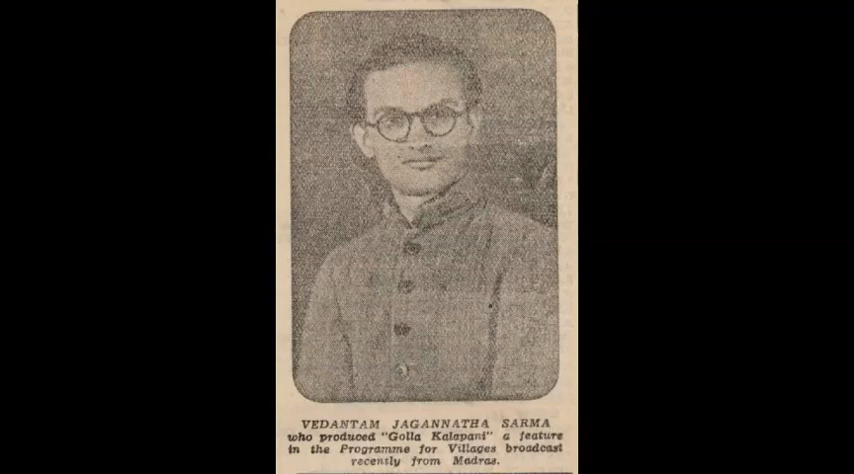 VEDANTAM JAGANNATHA SARMA
who produced "Golla Kalapani" a feature
in the Programme for Villages broadcast
recently from Madras.